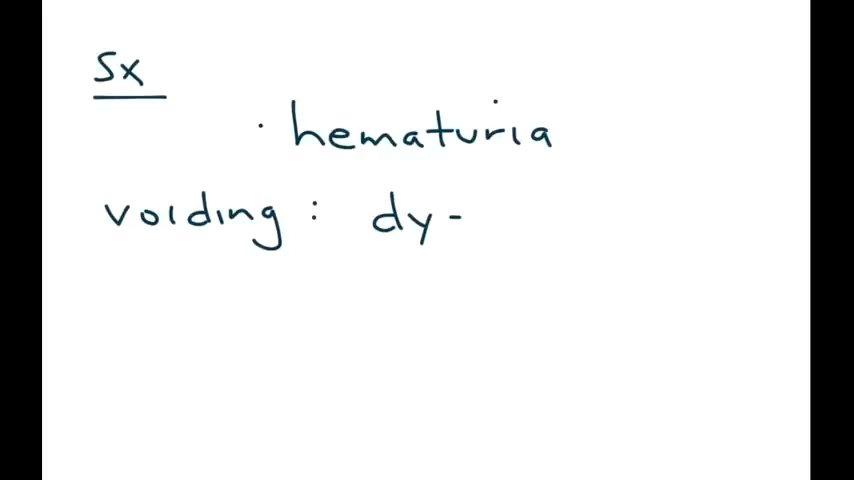 Sx
· hematuria
voiding : dy -